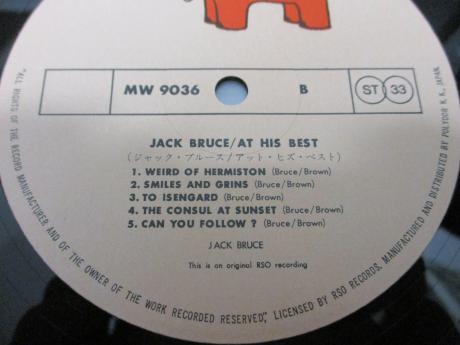 MW 9036 B ST 33
JACK BRUCE/AT HIS BEST
(ジャック・ブルース/アット・ヒズ・ベスト)
1. WEIRD OF HERMISTON (Bruce/Brown)
2. SMILES AND GRINS (Bruce/Brown)
3. TO ISENGARD (Bruce/Brown)
4. THE CONSUL AT SUNSET (Bruce/Brown)
5. CAN YOU FOLLOW ? (Bruce/Brown)
JACK BRUCE
This is an original RSO recording
"ALL RIGHTS OF THE RECORD MANUFACTURER AND OF THE OWNER OF THE WORK RECORDED RESERVED", LICENSED BY RSO RECORDS, MANUFACTURED AND DISTRIBUTED BY POLYDOR K. K., JAPAN